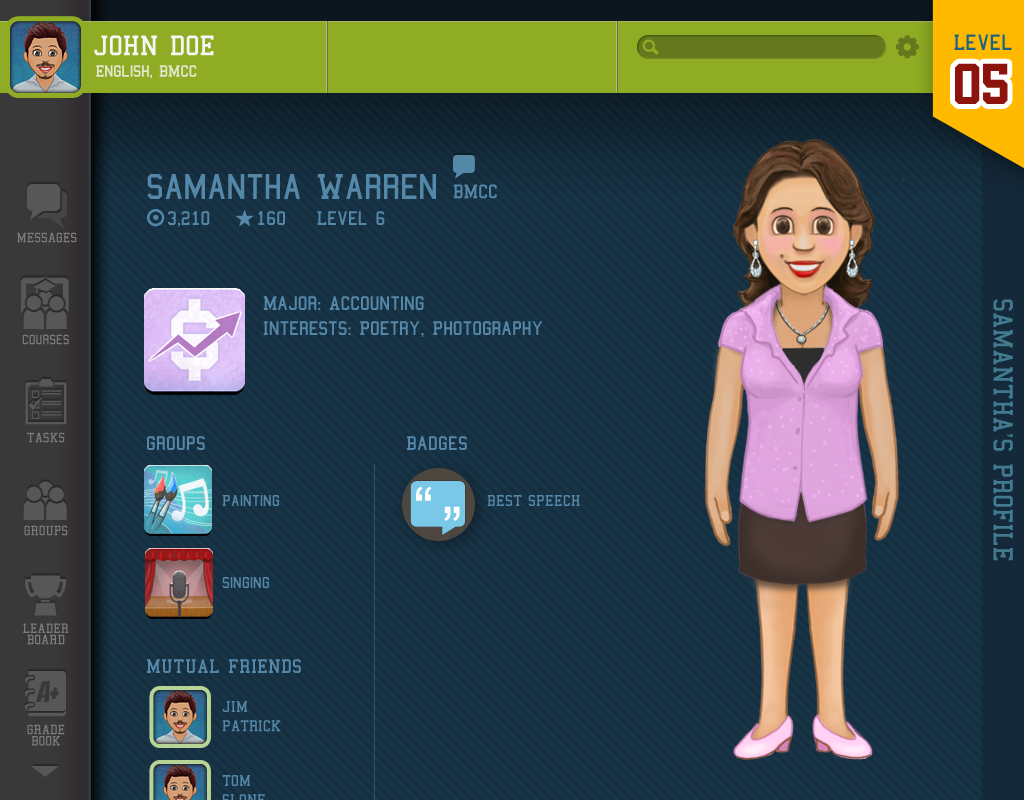 JOHN DOE
ENGLISH, BMCC
LEVEL
05
MESSAGES
COURSES
TASKS
GROUPS
LEADER
BOARD
A+
GRADE
BOOK
SAMANTHA WARREN
BMCC
3,210 160 LEVEL 6
MAJOR: ACCOUNTING
INTERESTS: POETRY, PHOTOGRAPHY
GROUPS
PAINTING
SINGING
BADGES
BEST SPEECH
MUTUAL FRIENDS
JIM
PATRICK
TOM
SLONE
SAMANTHA'S PROFILE